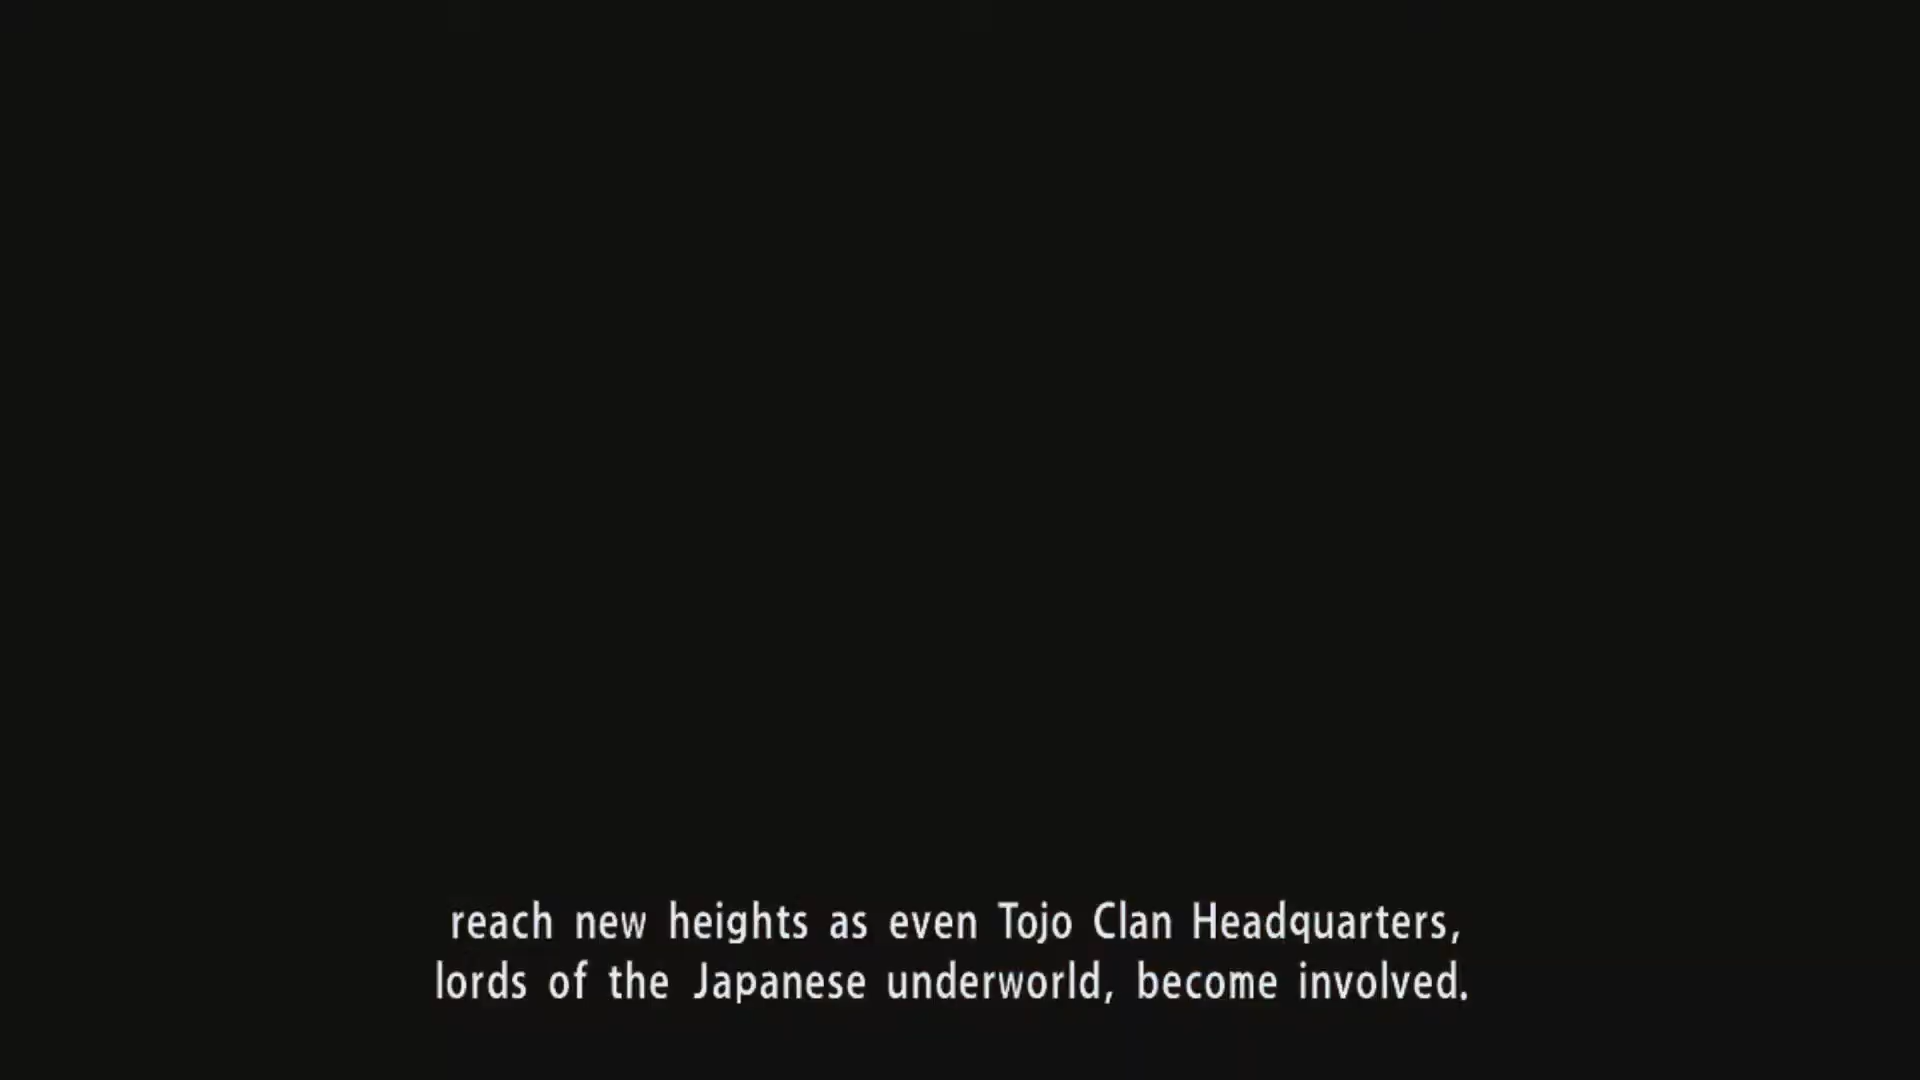 reach new heights as even Tojo Clan Headquarters,
lords of the Japanese underworld, become involved.